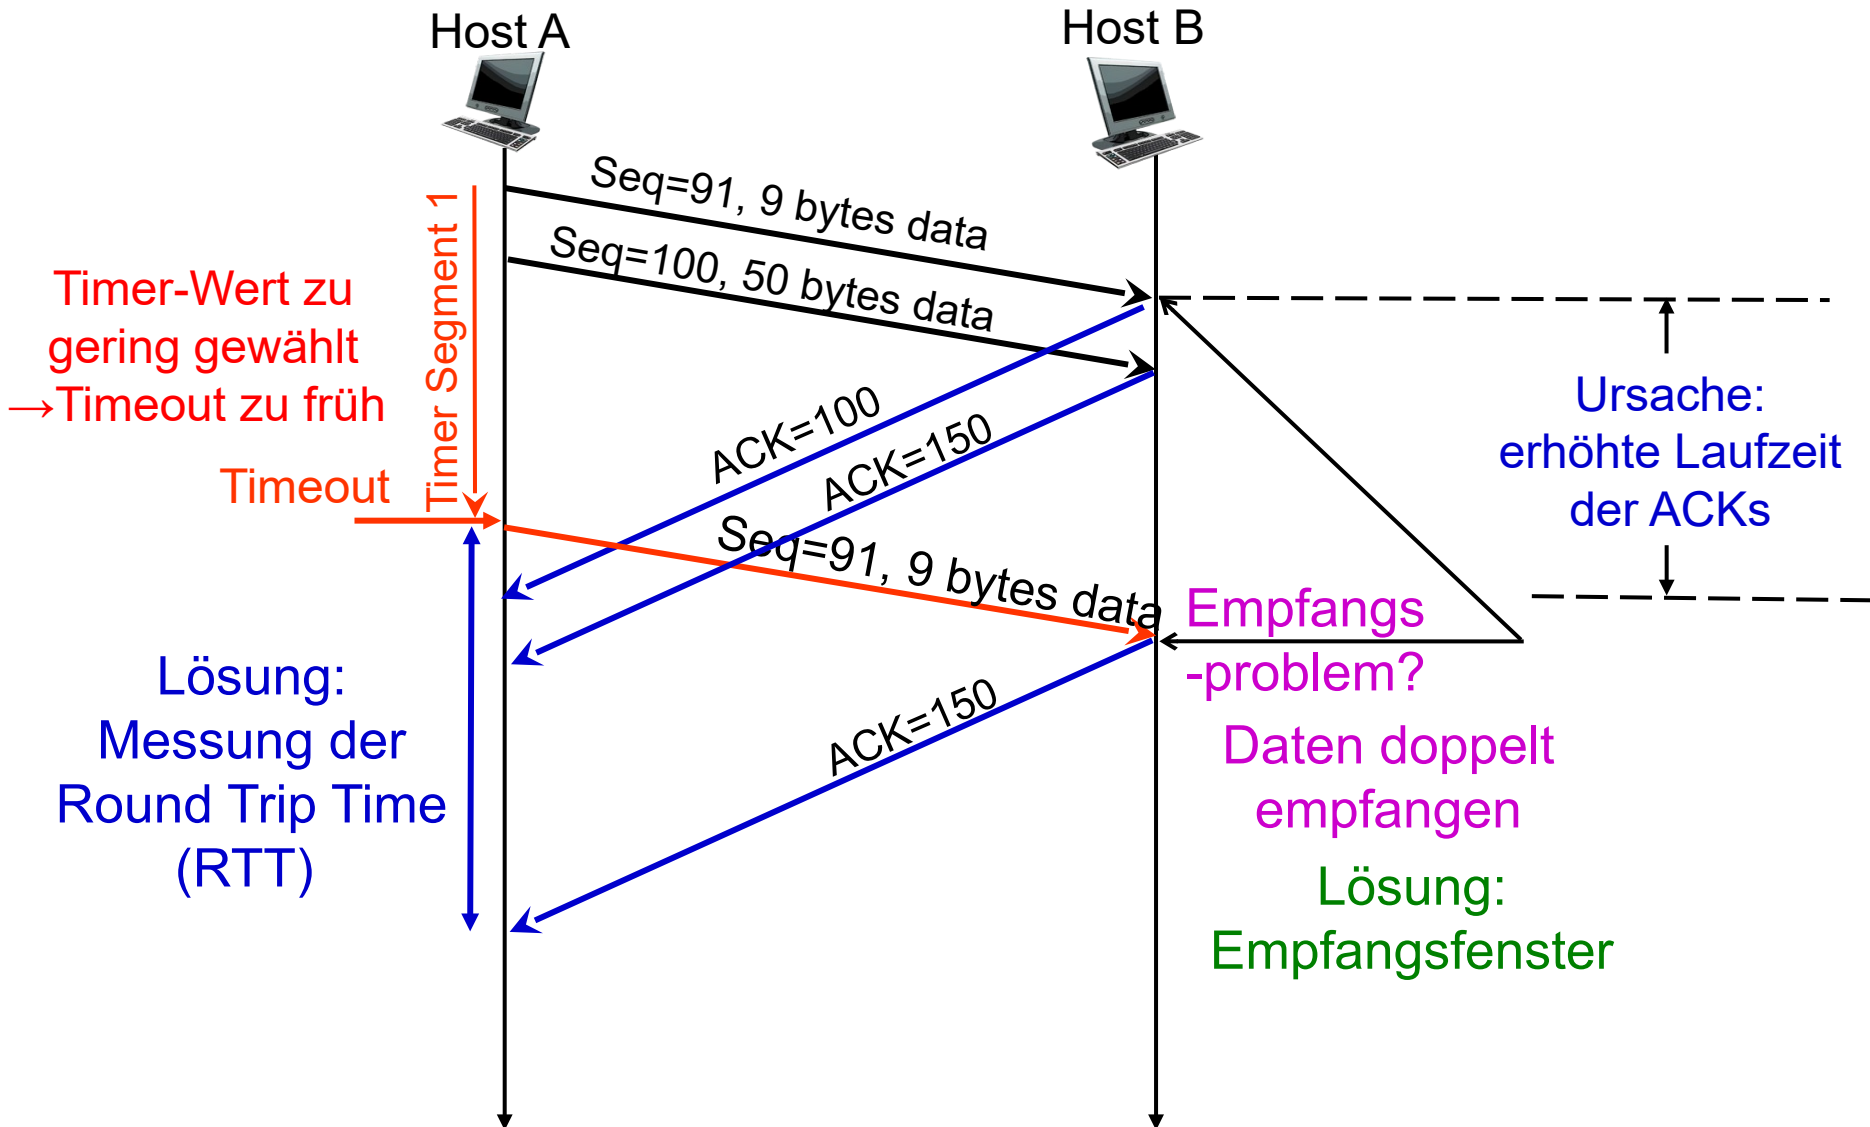 Host A
Host B
Seq=91, 9 bytes data
Seq=100, 50 bytes data
Timer Segment 1
Timer-Wert zu
gering gewählt
→Timeout zu früh
Timeout
ACK=100
ACK=150
Ursache:
erhöhte Laufzeit
der ACKs
Seq=91, 9 bytes data
Empfangs
-problem?
Daten doppelt
empfangen
Lösung:
Empfangsfenster
Lösung:
Messung der
Round Trip Time
(RTT)
ACK=150